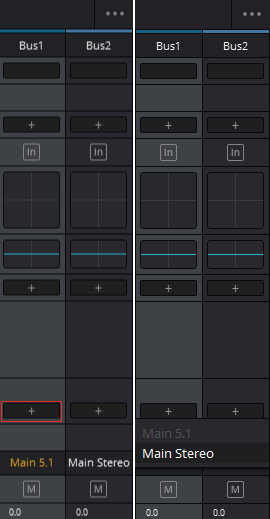 ••• •••
Bus1 Bus2 Bus1 Bus2
+ + + +
In In In In
+ + + +
+ + + +
Main 5.1 Main Stereo
Main 5.1
Main Stereo
M M M M
0.0 0.0 0.0 0.0